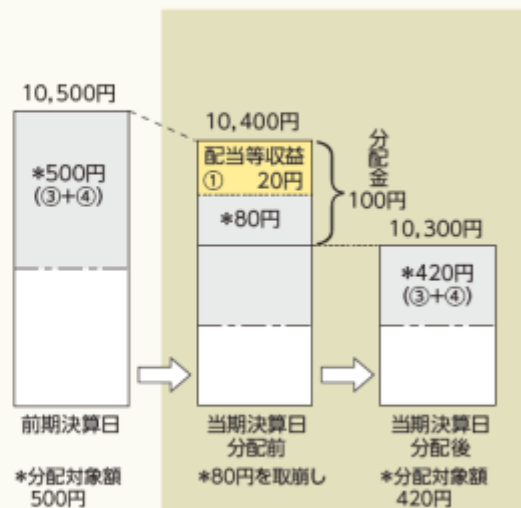 10,500円
*500円
(③+④)
前期決算日
*分配対象額
500円
10,400円
配当等収益
① 20円
*80円
分配金
100円
当期決算日
分配前
*80円を取崩し
10,300円
*420円
(③+④)
当期決算日
分配後
*分配対象額
420円